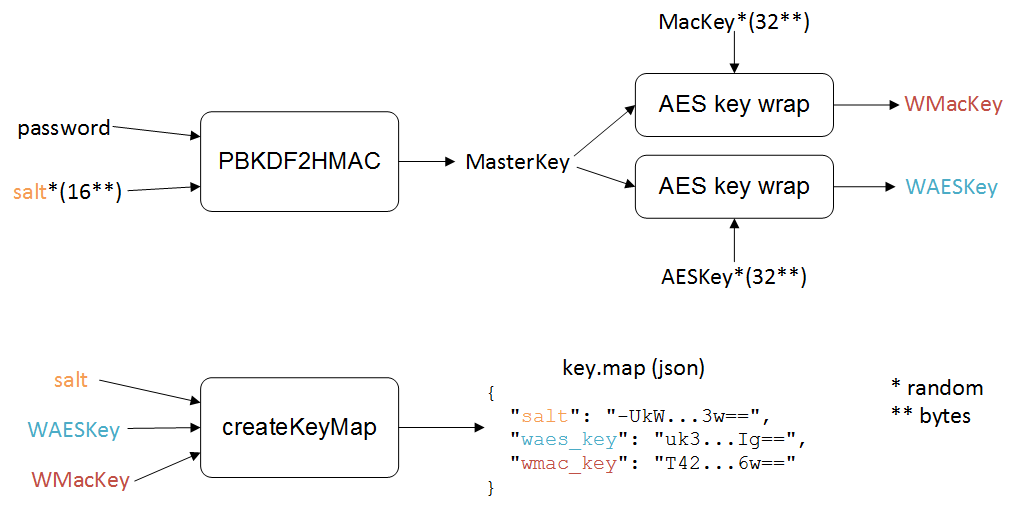 MacKey*(32**)
AES key wrap
WMacKey
password
PBKDF2HMAC
MasterKey
salt*(16**)
AES key wrap
WAESKey
AESKey*(32**)
salt
WAESKey
WMacKey
createKeyMap
key.map (json)
{
"salt": "-UkW...3w==",
"waes_key": "uk3...Ig==",
"wmac_key": "T42...6w=="
}
* random
** bytes